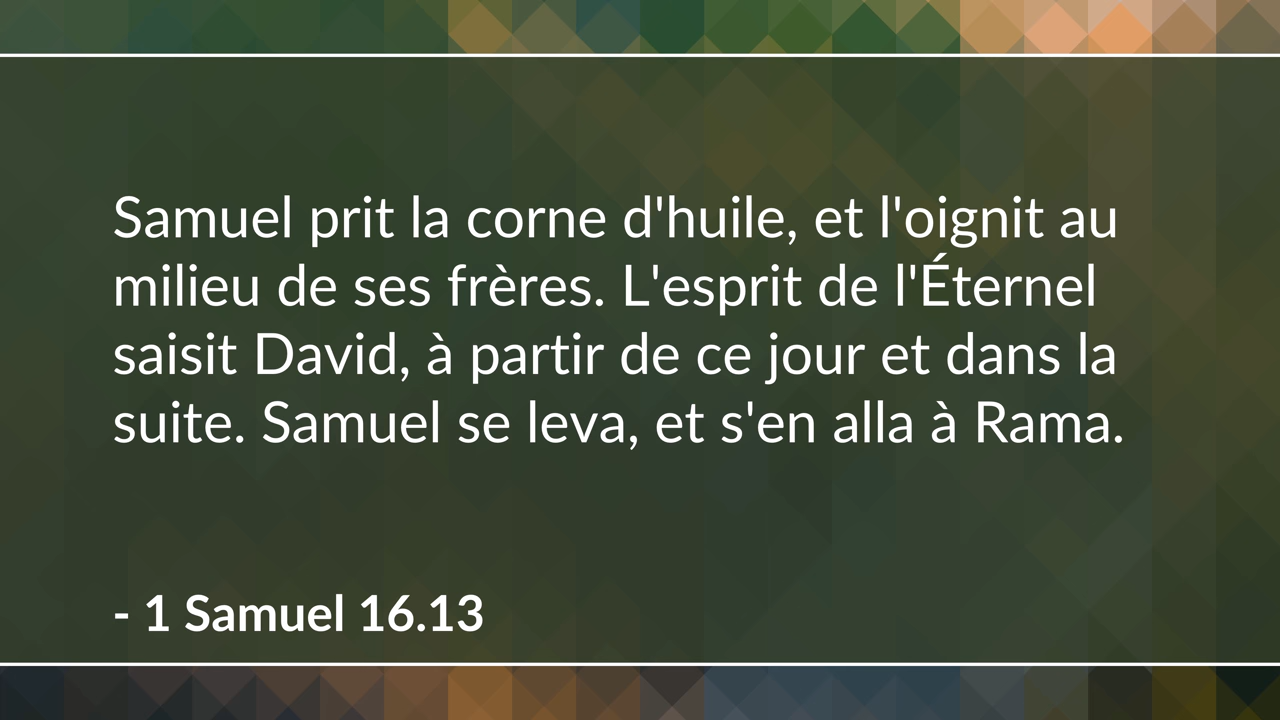 Samuel prit la corne d'huile, et l'oignit au
milieu de ses frères. L'esprit de l'Éternel
saisit David, à partir de ce jour et dans la
suite. Samuel se leva, et s'en alla à Rama.
- 1 Samuel 16.13